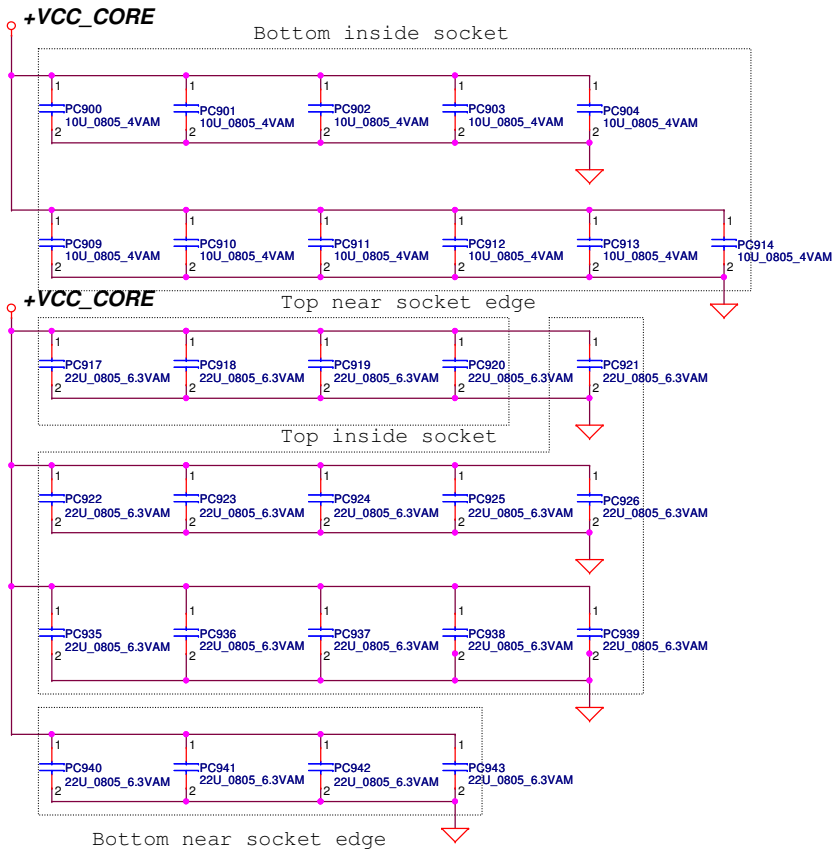 +VCC_CORE
Bottom inside socket
1 1 1 1 1
PC900 PC901 PC902 PC903 PC904
10U_0805_4VAM 10U_0805_4VAM 10U_0805_4VAM 10U_0805_4VAM 10U_0805_4VAM
2 2 2 2 2
1 1 1 1 1 1
PC909 PC910 PC911 PC912 PC913 PC914
10U_0805_4VAM 10U_0805_4VAM 10U_0805_4VAM 10U_0805_4VAM 10U_0805_4VAM 10U_0805_4VAM
2 2 2 2 2 2
+VCC_CORE
Top near socket edge
1 1 1 1 1
PC917 PC918 PC919 PC920 PC921
22U_0805_6.3VAM 22U_0805_6.3VAM 22U_0805_6.3VAM 22U_0805_6.3VAM 22U_0805_6.3VAM
2 2 2 2 2
Top inside socket
1 1 1 1 1
PC922 PC923 PC924 PC925 PC926
22U_0805_6.3VAM 22U_0805_6.3VAM 22U_0805_6.3VAM 22U_0805_6.3VAM 22U_0805_6.3VAM
2 2 2 2 2
1 1 1 1 1
PC935 PC936 PC937 PC938 PC939
22U_0805_6.3VAM 22U_0805_6.3VAM 22U_0805_6.3VAM 22U_0805_6.3VAM 22U_0805_6.3VAM
2 2 2 2 2
1 1 1 1
PC940 PC941 PC942 PC943
22U_0805_6.3VAM 22U_0805_6.3VAM 22U_0805_6.3VAM 22U_0805_6.3VAM
2 2 2 2
Bottom near socket edge